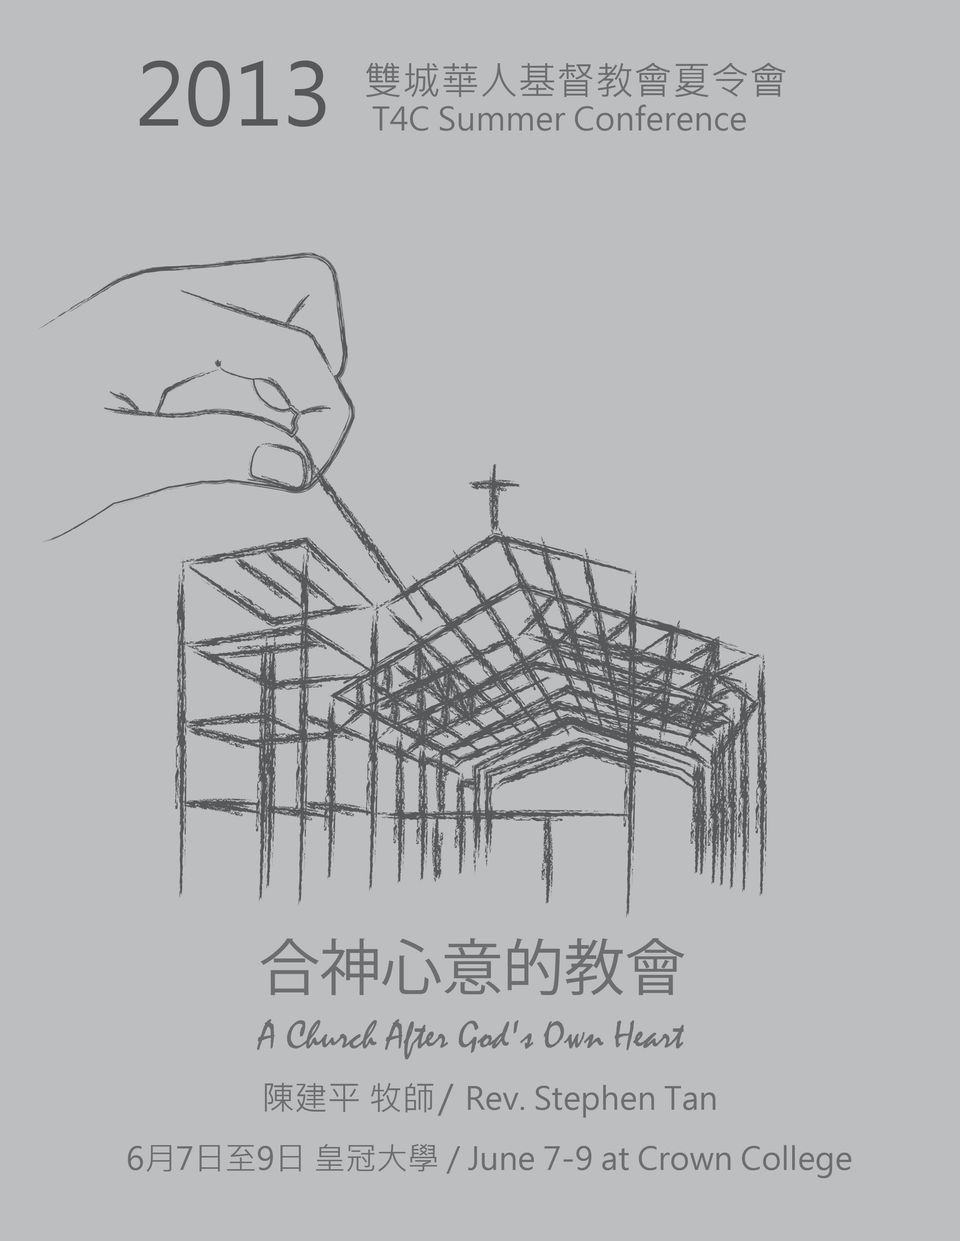 2013 雙城華人基督教會夏令會
T4C Summer Conference
合神心意的教會
A Church After God's Own Heart
陳建平 牧師/ Rev. Stephen Tan
6月7日至9日 皇冠大學 / June 7-9 at Crown College